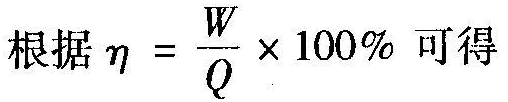 根据 η = W/Q × 100% 可得